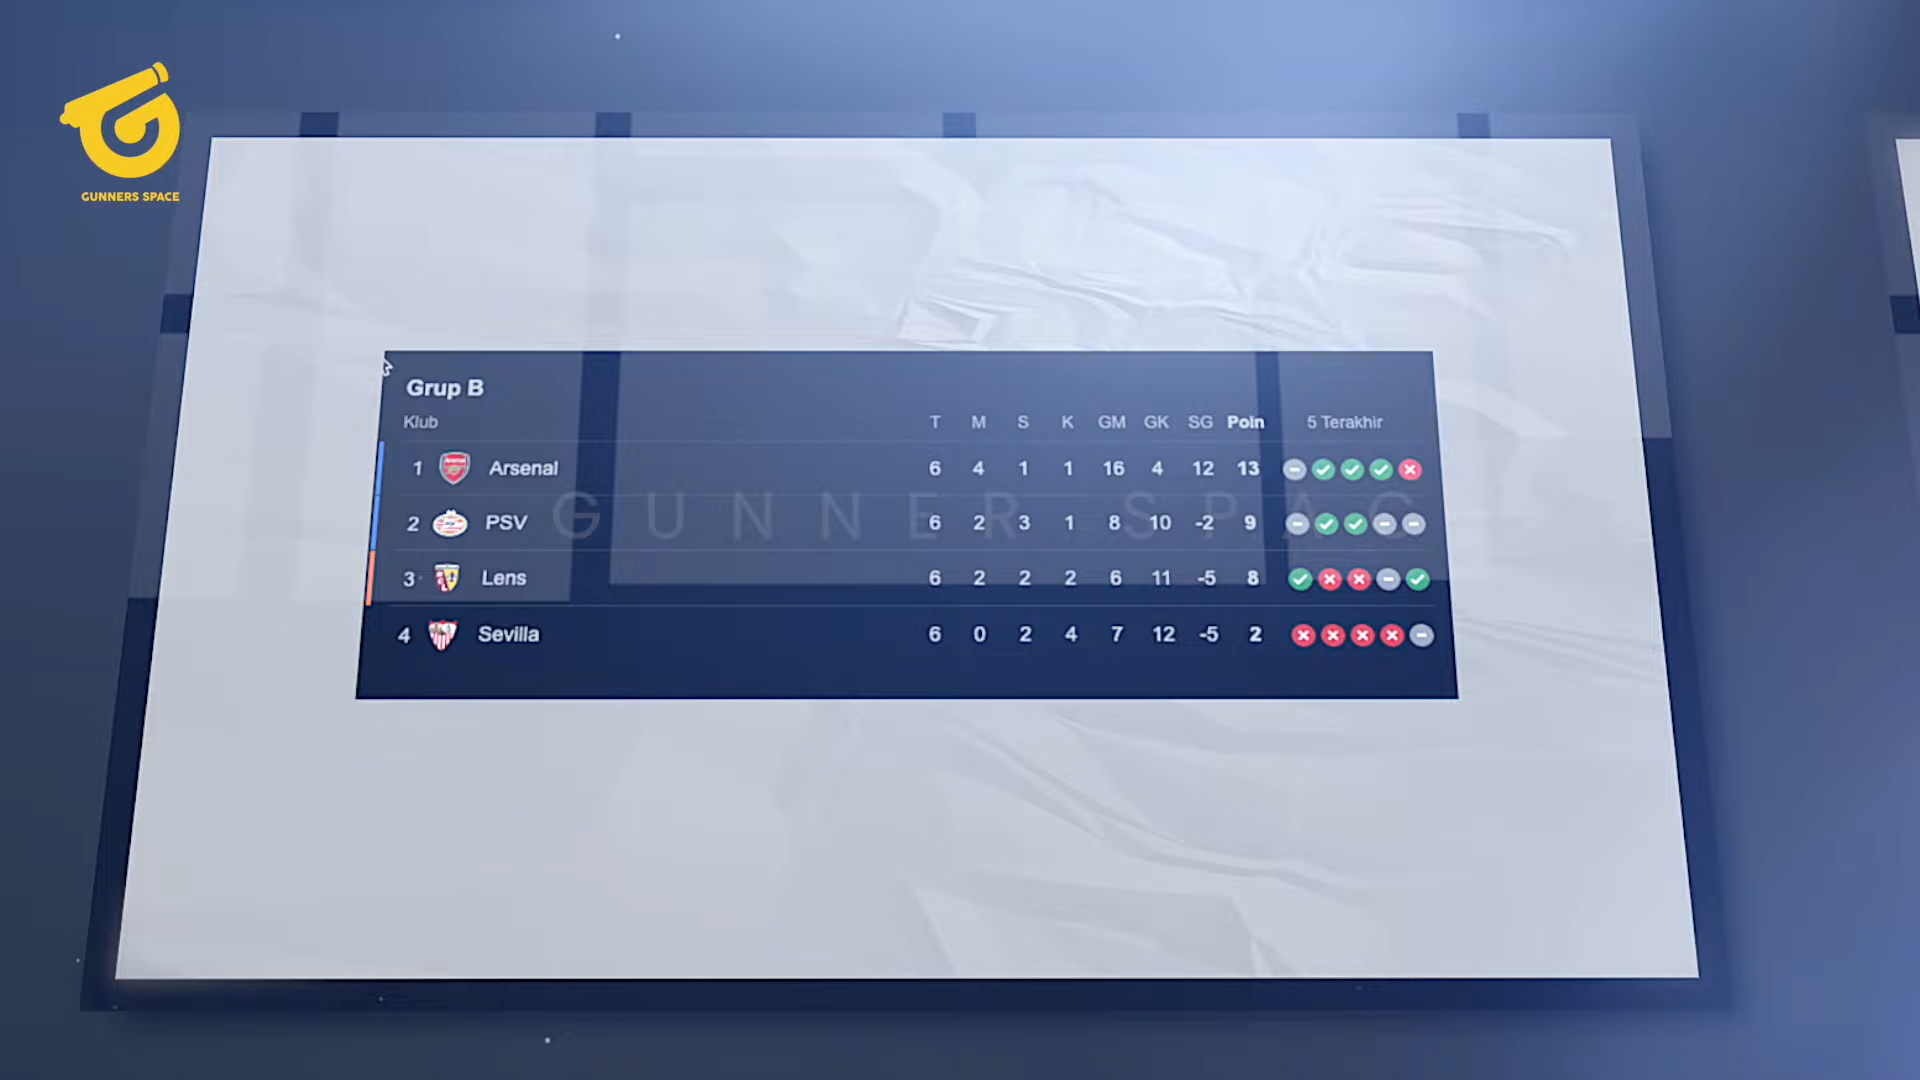 GUNNERS SPACE
Grup B
Klub T M S K GM GK SG Poin 5 Terakhir
1 Arsenal 6 4 1 1 16 4 12 13
2 PSV 6 2 3 1 8 10 -2 9
GUNNER SPAC
3 Lens 6 2 2 2 6 11 -5 8
4 Sevilla 6 0 2 4 7 12 -5 2